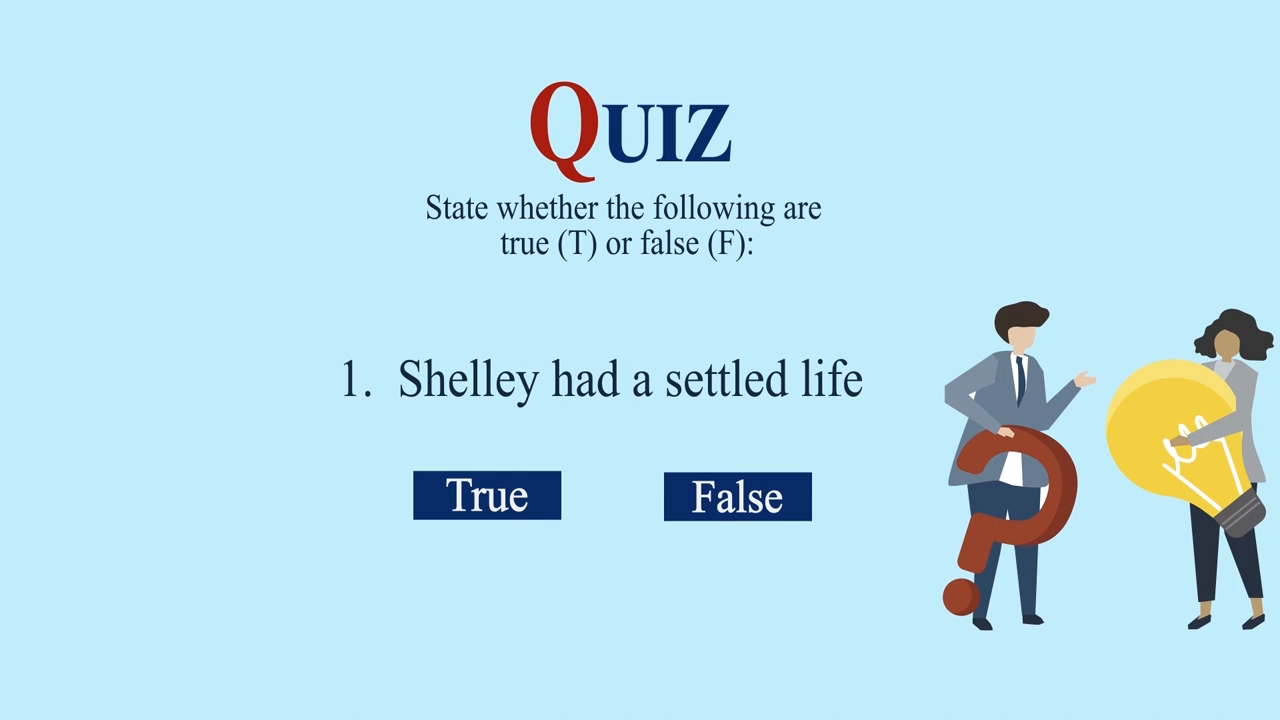 QUIZ
State whether the following are
true (T) or false (F):
1. Shelley had a settled life
True False